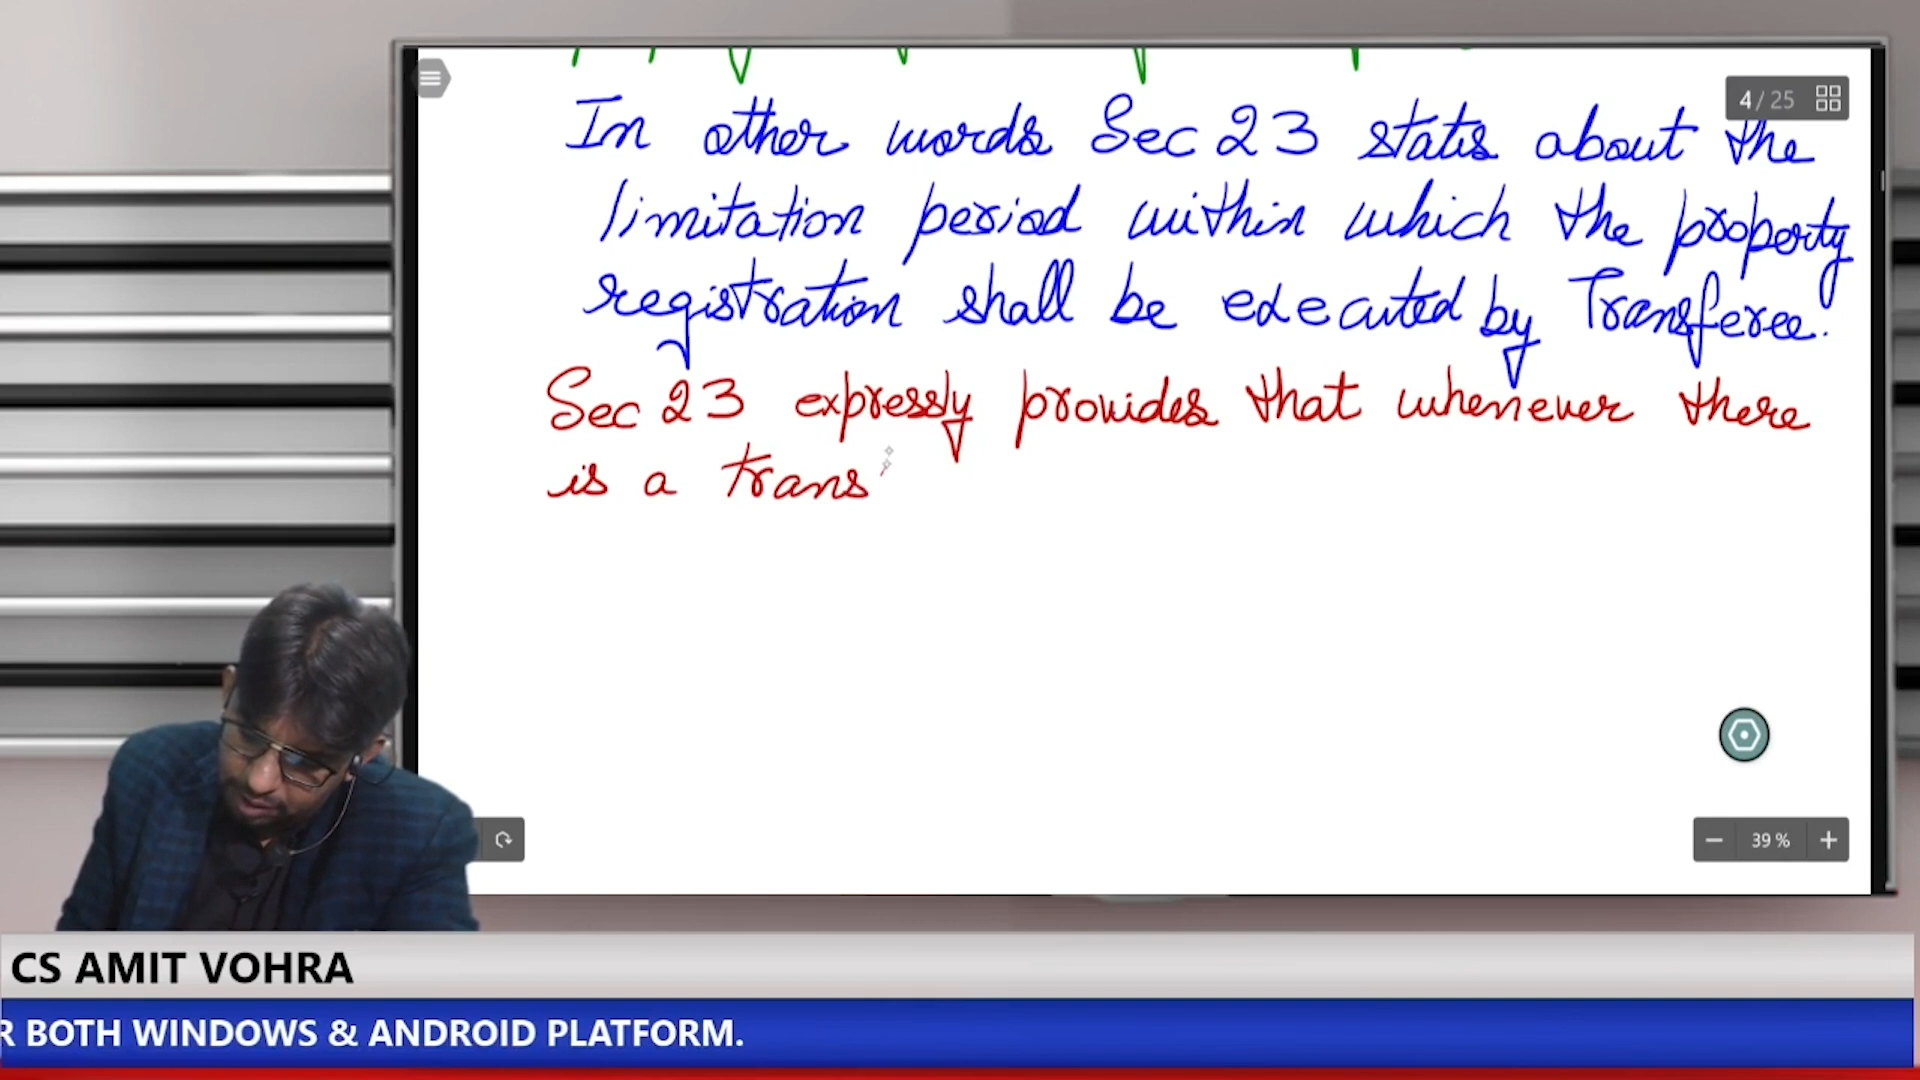 4 / 25
In other words Sec 23 states about the
limitation period within which the property
registration shall be executed by Transferee.
Sec 23 expressly provides that whenever there
is a trans
39 %
CS AMIT VOHRA
R BOTH WINDOWS & ANDROID PLATFORM.